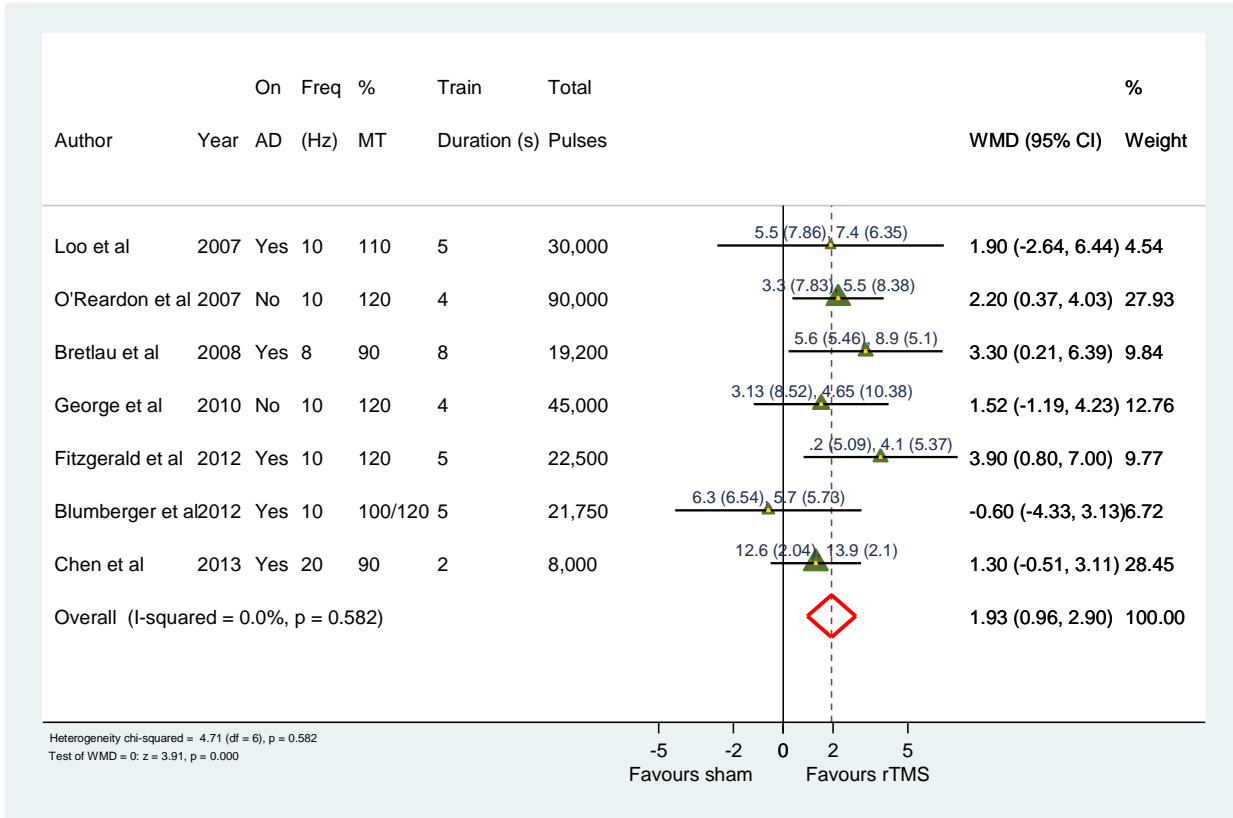 On Freq % Train Total %
Author Year AD (Hz) MT Duration (s) Pulses WMD (95% CI) Weight
Loo et al 2007 Yes 10 110 5 30,000 5.5 (7.86), 7.4 (6.35) 1.90 (-2.64, 6.44) 4.54
O'Reardon et al 2007 No 10 120 4 90,000 3.3 (7.83), 5.5 (8.38) 2.20 (0.37, 4.03) 27.93
Bretlau et al 2008 Yes 8 90 8 19,200 5.6 (5.46), 8.9 (5.1) 3.30 (0.21, 6.39) 9.84
George et al 2010 No 10 120 4 45,000 3.13 (8.52), 4.65 (10.38) 1.52 (-1.19, 4.23) 12.76
Fitzgerald et al 2012 Yes 10 120 5 22,500 .2 (5.09), 4.1 (5.37) 3.90 (0.80, 7.00) 9.77
Blumberger et al 2012 Yes 10 100/120 5 21,750 6.3 (6.54), 5.7 (5.73) -0.60 (-4.33, 3.13) 6.72
Chen et al 2013 Yes 20 90 2 8,000 12.6 (2.04), 13.9 (2.1) 1.30 (-0.51, 3.11) 28.45
Overall (I-squared = 0.0%, p = 0.582) 1.93 (0.96, 2.90) 100.00
Heterogeneity chi-squared = 4.71 (df = 6), p = 0.582
Test of WMD = 0: z = 3.91, p = 0.000
-5 -2 0 2 5
Favours sham Favours rTMS